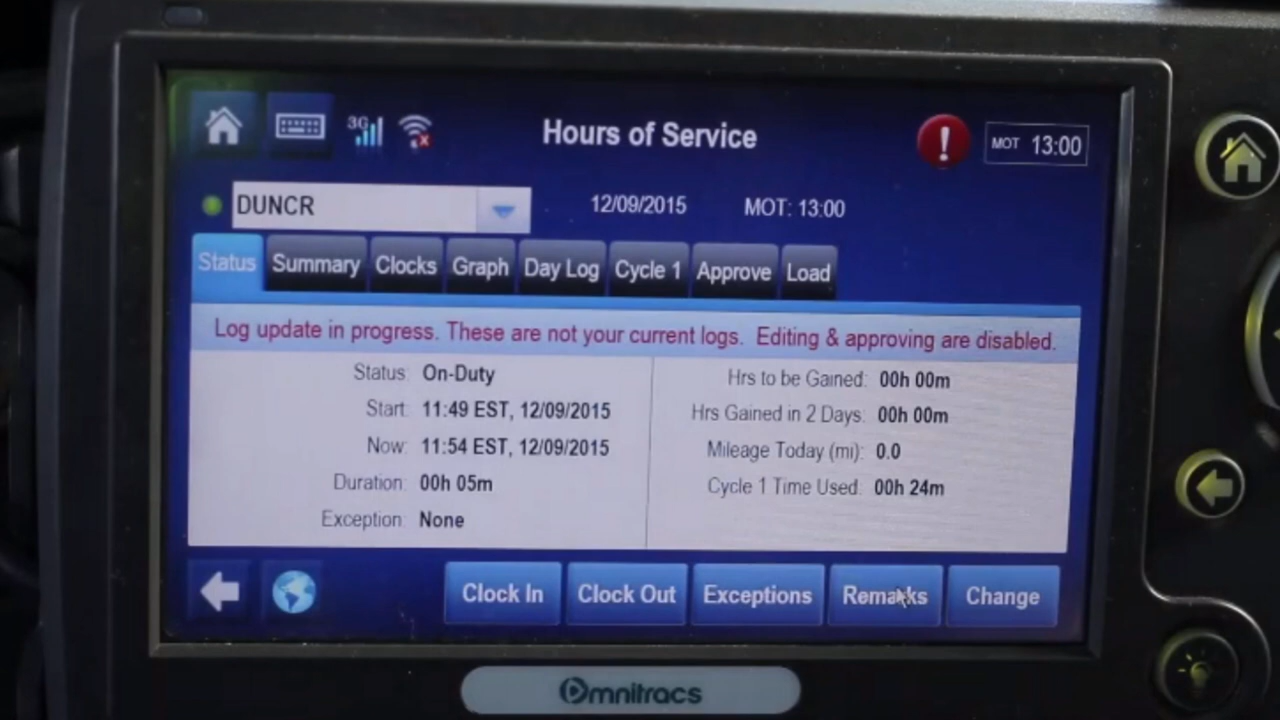 3G
Hours of Service
MOT 13:00
DUNCR
12/09/2015
MOT: 13:00
Status Summary Clocks Graph Day Log Cycle 1 Approve Load
Log update in progress. These are not your current logs. Editing & approving are disabled.
Status: On-Duty
Start: 11:49 EST, 12/09/2015
Now: 11:54 EST, 12/09/2015
Duration: 00h 05m
Exception: None
Hrs to be Gained: 00h 00m
Hrs Gained in 2 Days: 00h 00m
Mileage Today (mi): 0.0
Cycle 1 Time Used: 00h 24m
Clock In Clock Out Exceptions Remarks Change
Omnitracs